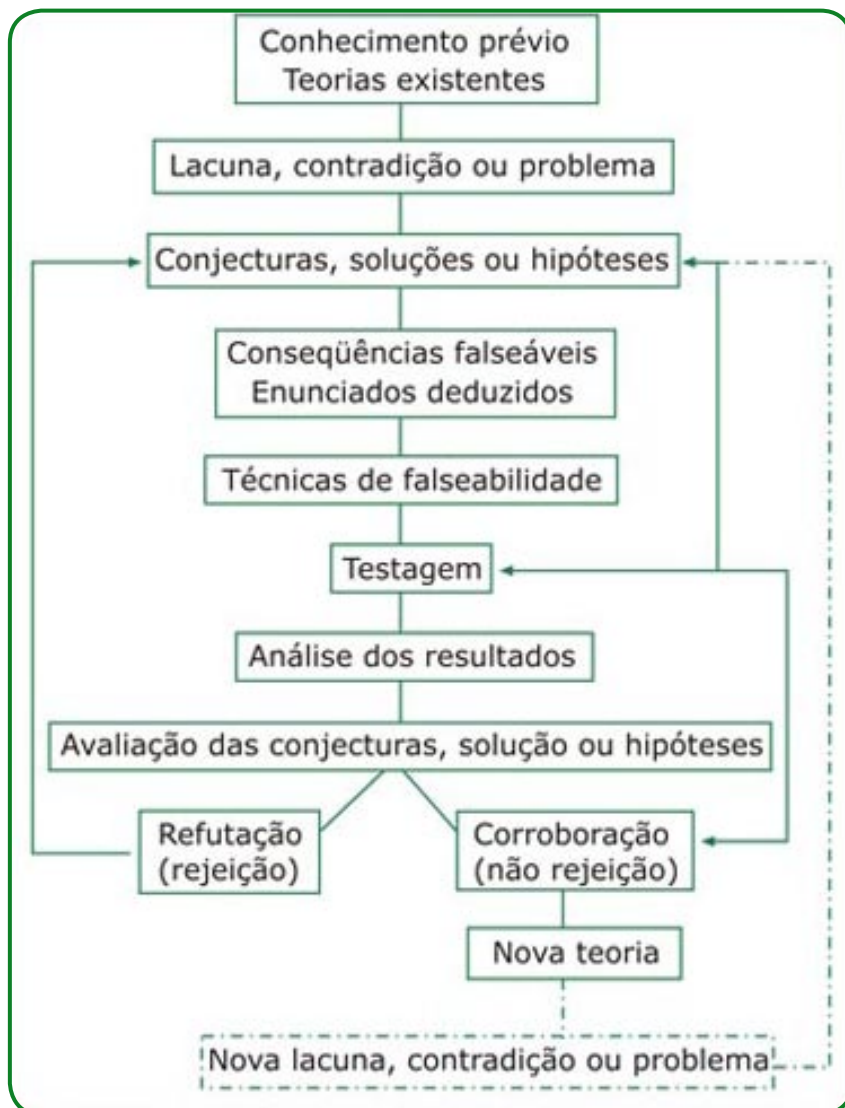 Conhecimento prévio
Teorias existentes
Lacuna, contradição ou problema
Conjecturas, soluções ou hipóteses
Conseqüências falseáveis
Enunciados deduzidos
Técnicas de falseabilidade
Testagem
Análise dos resultados
Avaliação das conjecturas, solução ou hipóteses
Refutação
(rejeição)
Corroboração
(não rejeição)
Nova teoria
Nova lacuna, contradição ou problema